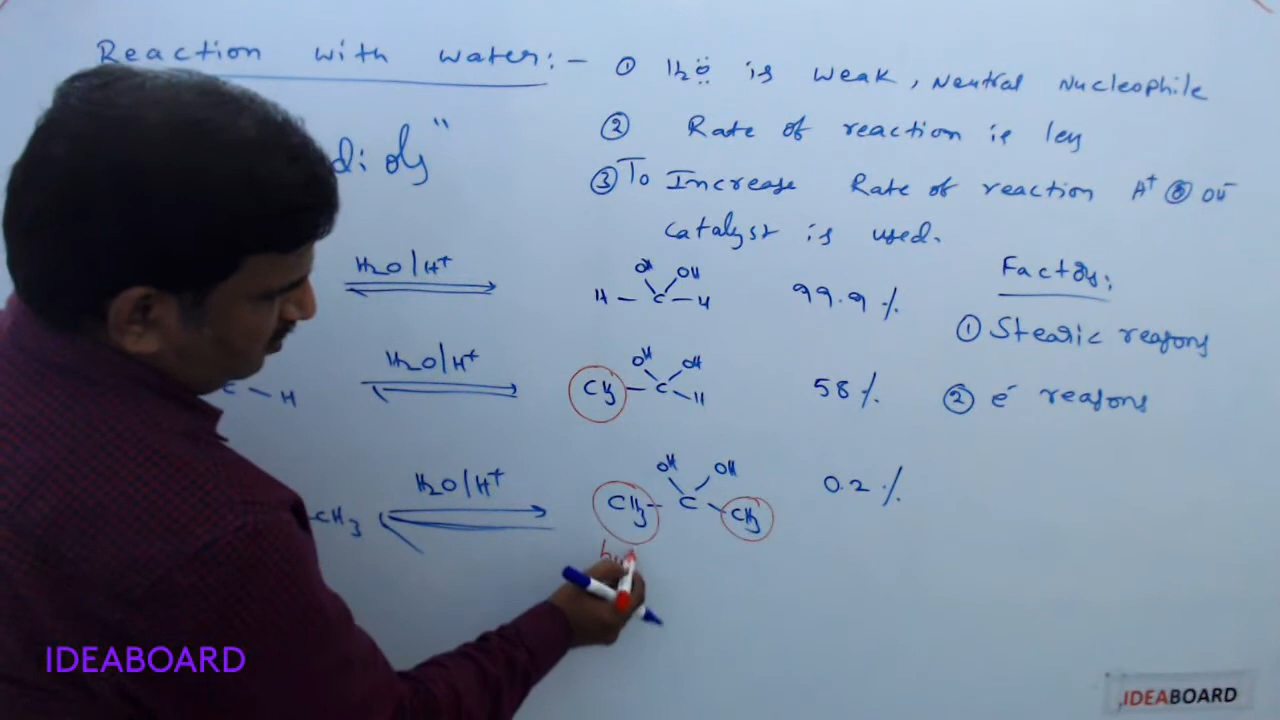 Reaction with water:- ① H2Ö is weak, Neutral Nucleophile
② Rate of reaction is
③ To Increase Rate of reaction H+ OH-
catalyst is used.
Factors:
① Stearic reasons
② e- reasons
H2O/H+
OH OH
H - C - H 99.9 %
C - H
H2O/H+
OH OH
CH3 - C - H 58 %
CH3
H2O/H+
OH OH
CH3 - C - CH3 0.2 %
IDEABOARD
IDEABOARD